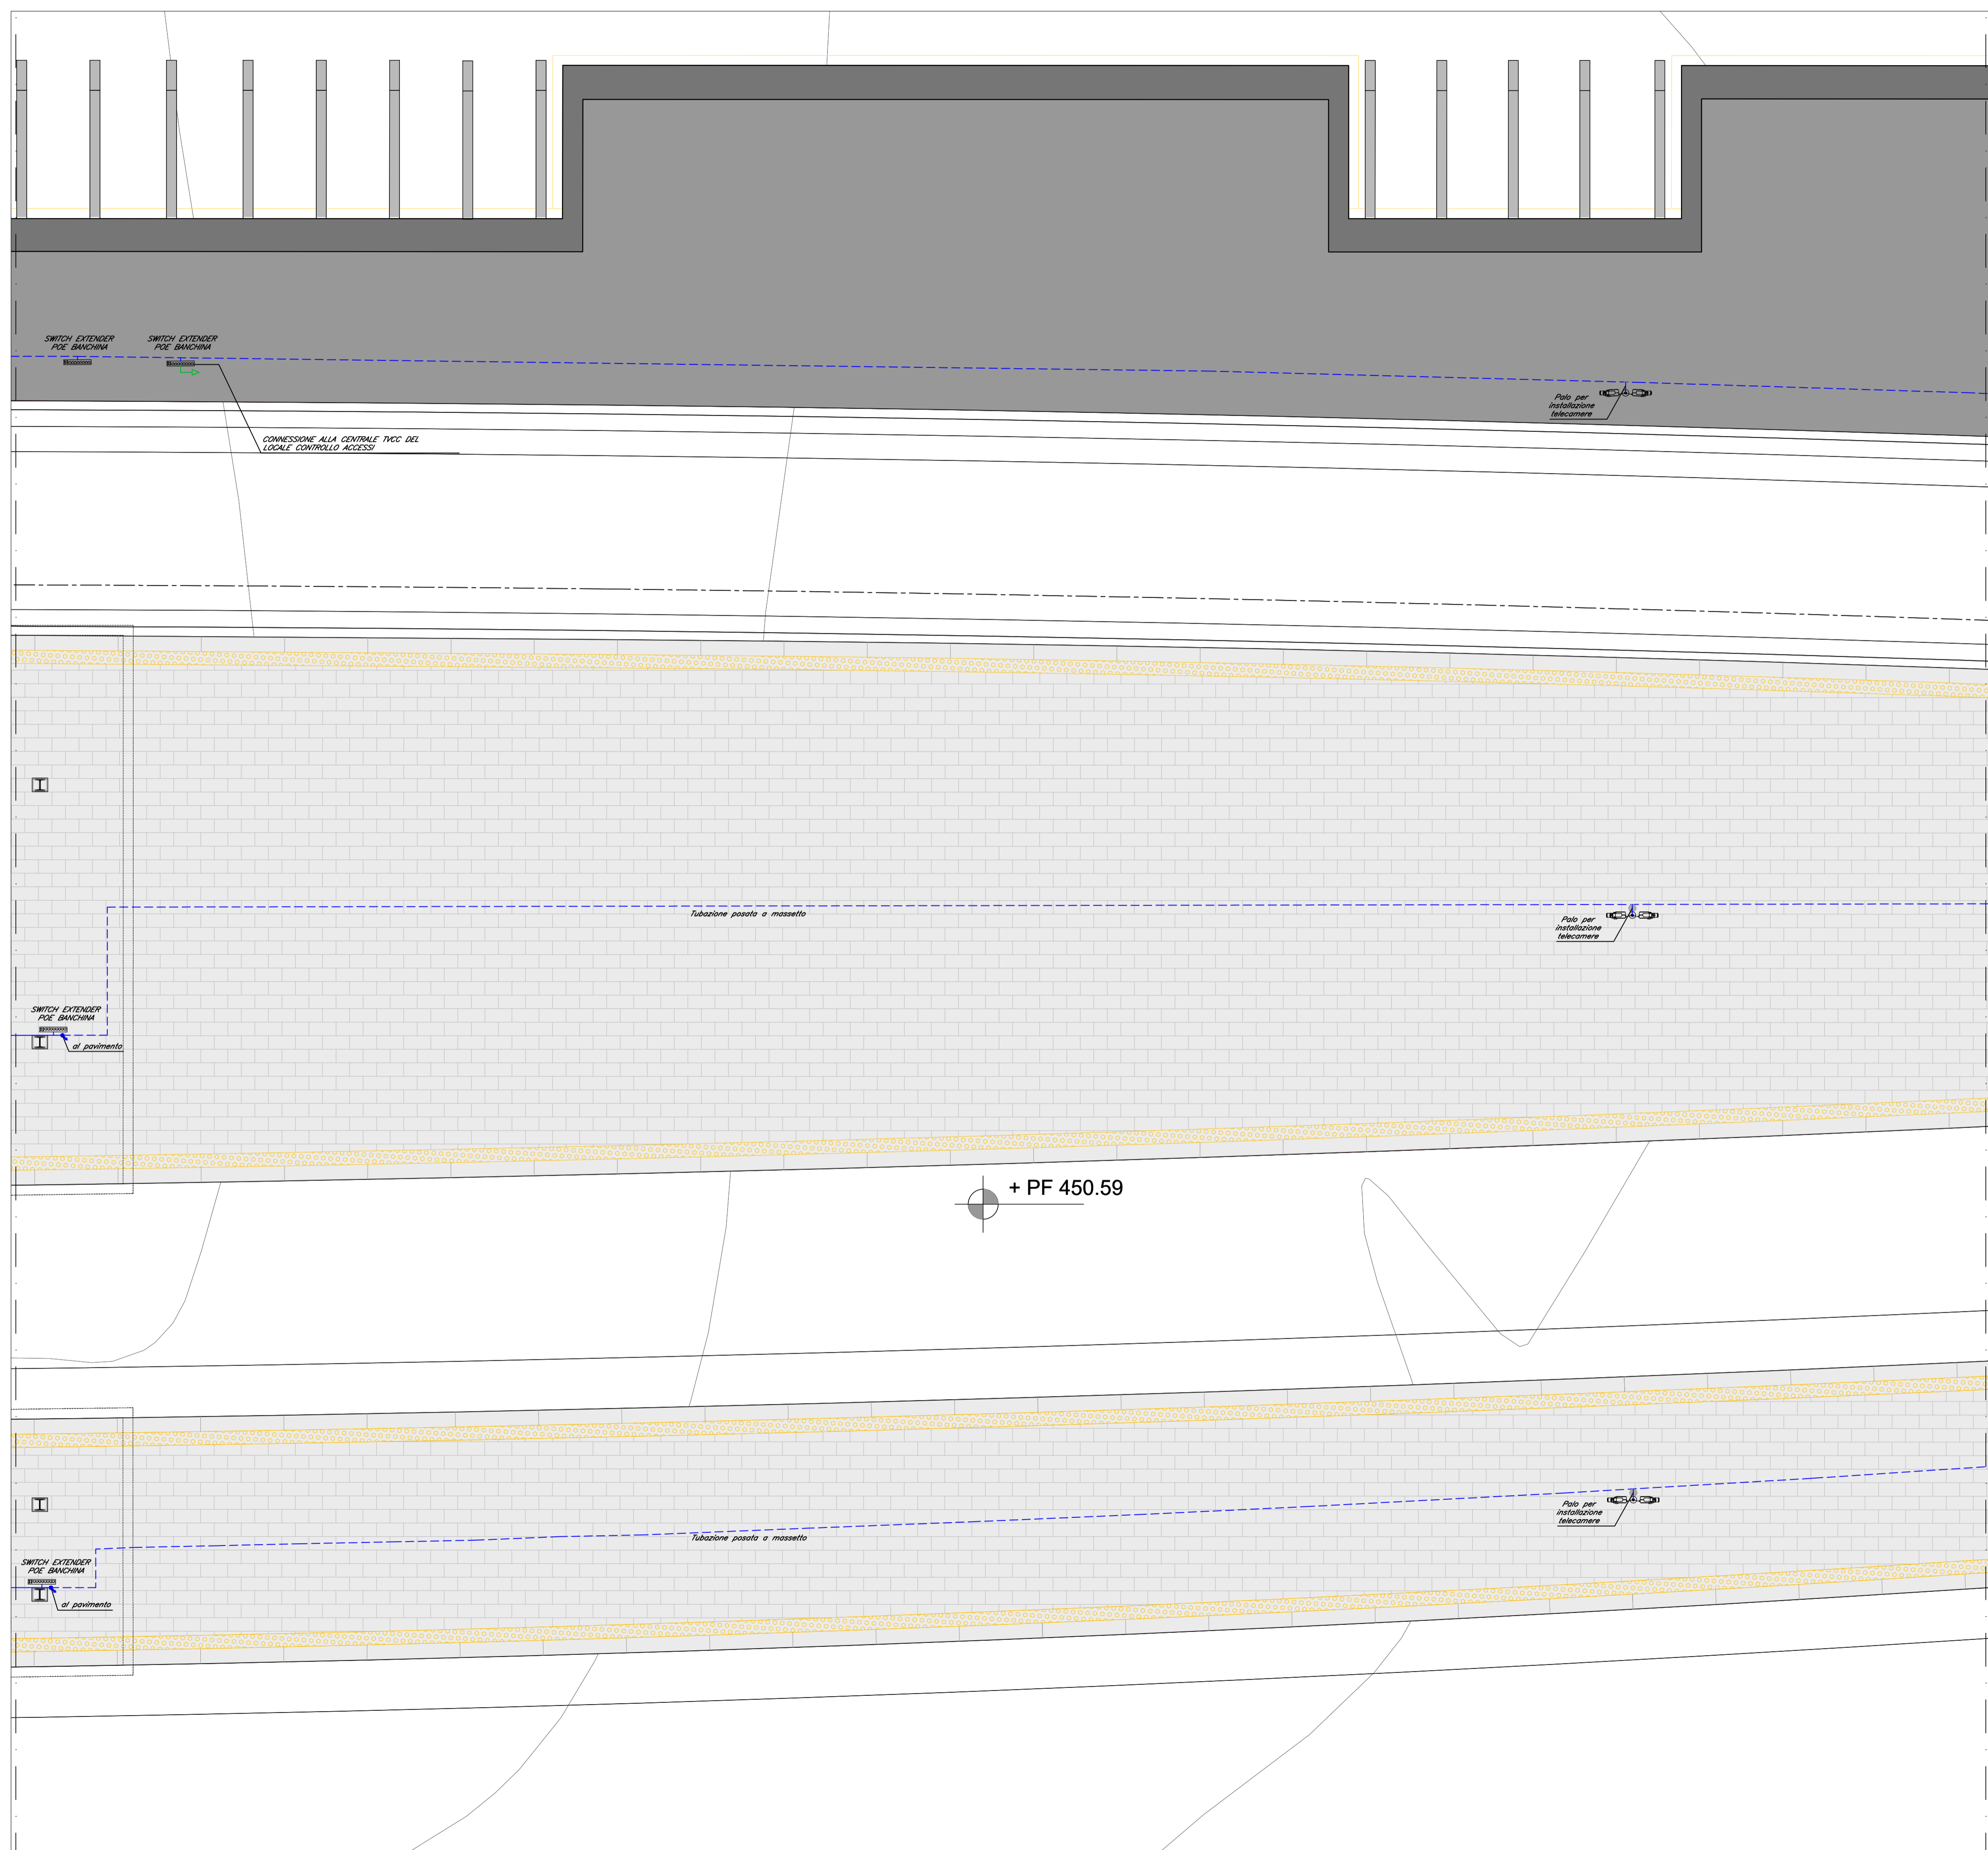 SWITCH EXTENDER
POE BANCHINA
SWITCH EXTENDER
POE BANCHINA
CONNESSIONE ALLA CENTRALE TVCC DEL
LOCALE CONTROLLO ACCESSI
Palo per
installazione
telecamere
Tubazione posata a massetto
Palo per
installazione
telecamere
SWITCH EXTENDER
POE BANCHINA
al pavimento
+ PF 450.59
Palo per
installazione
telecamere
Tubazione posata a massetto
SWITCH EXTENDER
POE BANCHINA
al pavimento